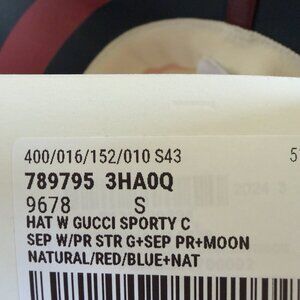 400/016/152/010 S43
789795 3HA0Q
9678 S
HAT W GUCCI SPORTY C
SEP W/PR STR G+SEP PR+MOON
NATURAL/RED/BLUE+NAT